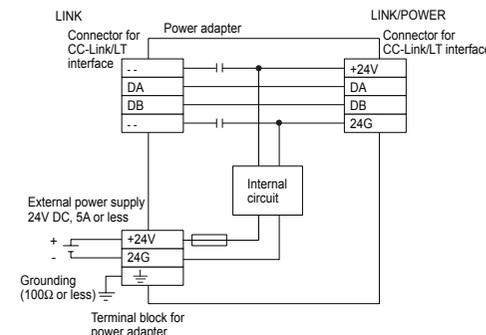 LINK
LINK/POWER
Connector for
CC-Link/LT
interface
Power adapter
Connector for
CC-Link/LT interface
- -
+24V
DA
DA
DB
DB
- -
24G
Internal
circuit
External power supply
24V DC, 5A or less
+
+24V
-
24G
Grounding
(100Ω or less)
Terminal block for
power adapter